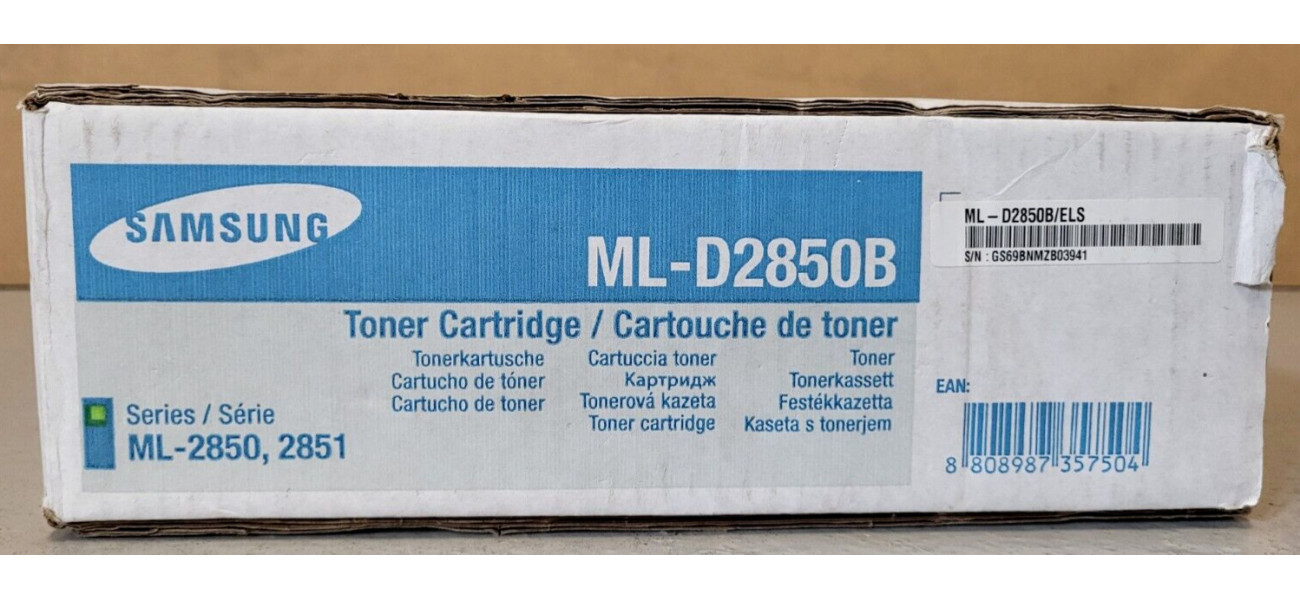 SAMSUNG
ML-D2850B
Toner Cartridge / Cartouche de toner
Tonerkartusche
Cartucho de tóner
Cartucho de toner
Cartuccia toner
Картридж
Tonerová kazeta
Toner cartridge
Toner
Tonerkassett
Festékkazetta
Kaseta s tonerjem
Series / Série
ML-2850, 2851
ML-D2850B/ELS
S/N : GS69BNMZB03941
EAN:
8 808987 357504